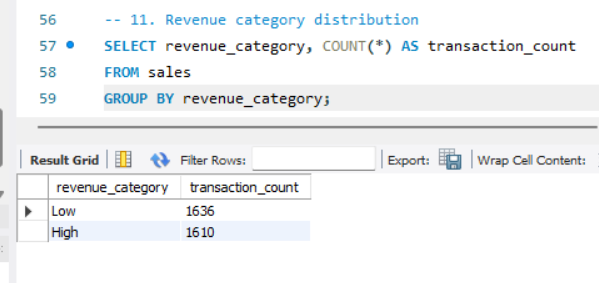 56 -- 11. Revenue category distribution
57 SELECT revenue_category, COUNT(*) AS transaction_count
58 FROM sales
59 GROUP BY revenue_category;
Result Grid Filter Rows: Export: Wrap Cell Content:
revenue_category transaction_count
Low 1636
High 1610